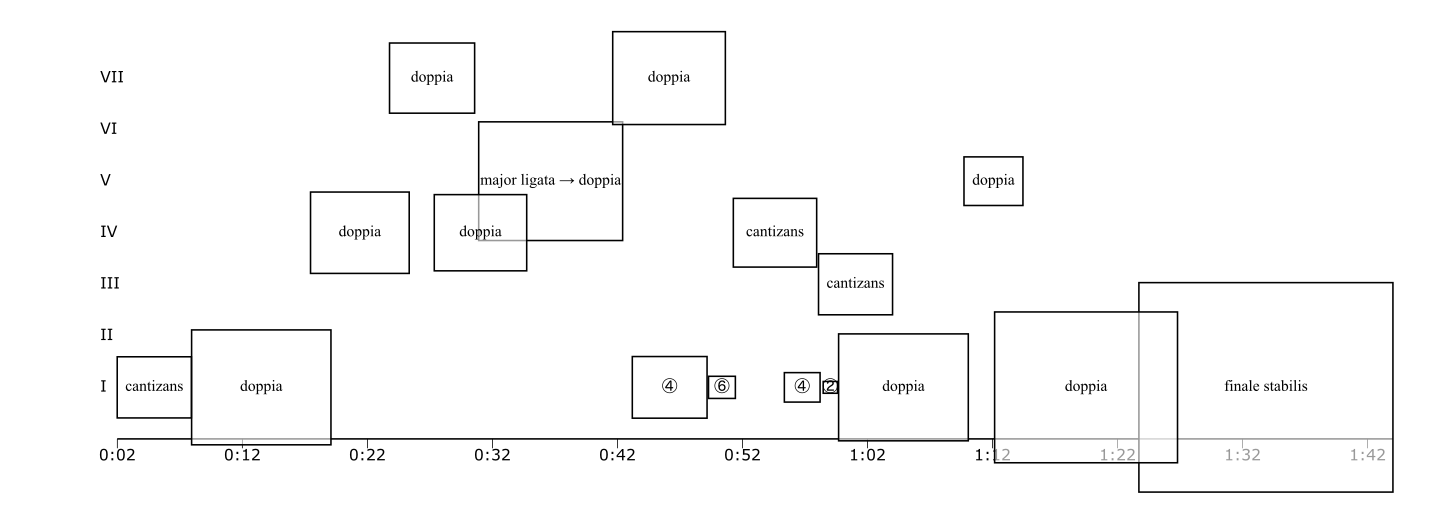 VII
doppia
doppia
VI
V
major ligata → doppia
doppia
IV
doppia
doppia
cantizans
III
cantizans
II
I
cantizans
doppia
④
⑥
④
②
doppia
doppia
finale stabilis
0:02 0:12 0:22 0:32 0:42 0:52 1:02 1:12 1:22 1:32 1:42